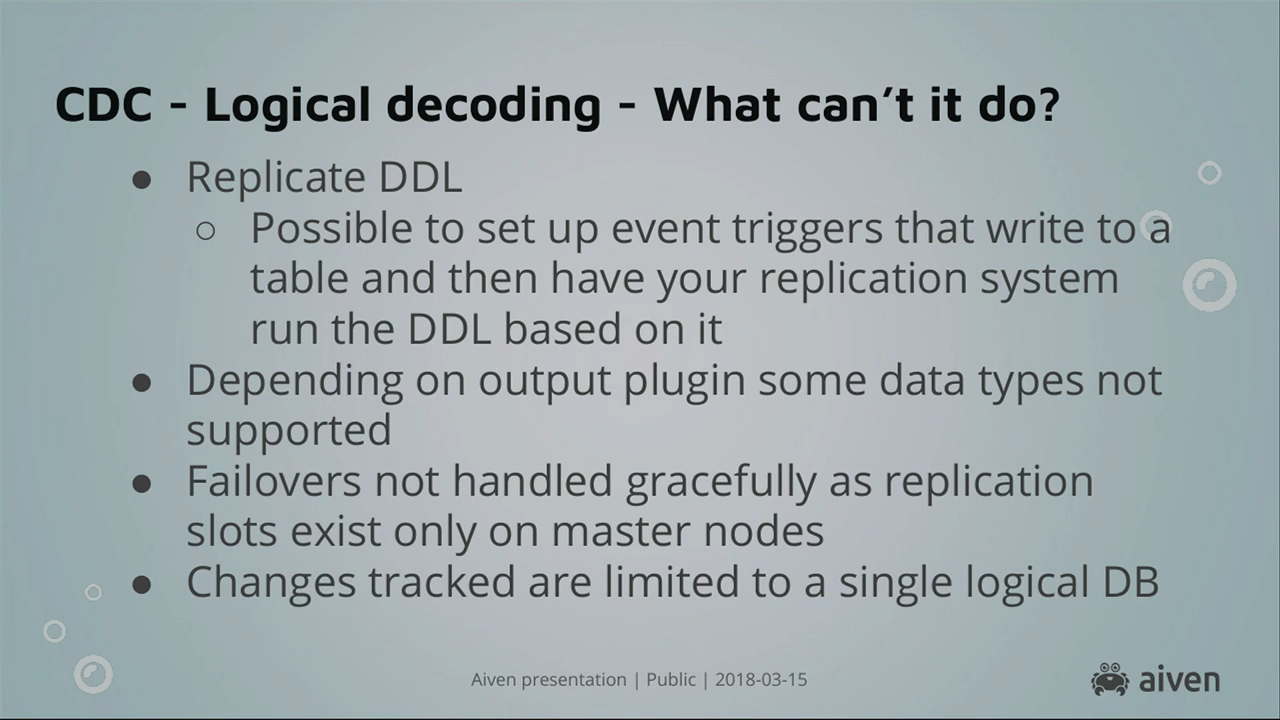 CDC - Logical decoding - What can’t it do?
● Replicate DDL
○ Possible to set up event triggers that write to a
table and then have your replication system
run the DDL based on it
● Depending on output plugin some data types not
supported
● Failovers not handled gracefully as replication
slots exist only on master nodes
● Changes tracked are limited to a single logical DB
Aiven presentation | Public | 2018-03-15
aiven